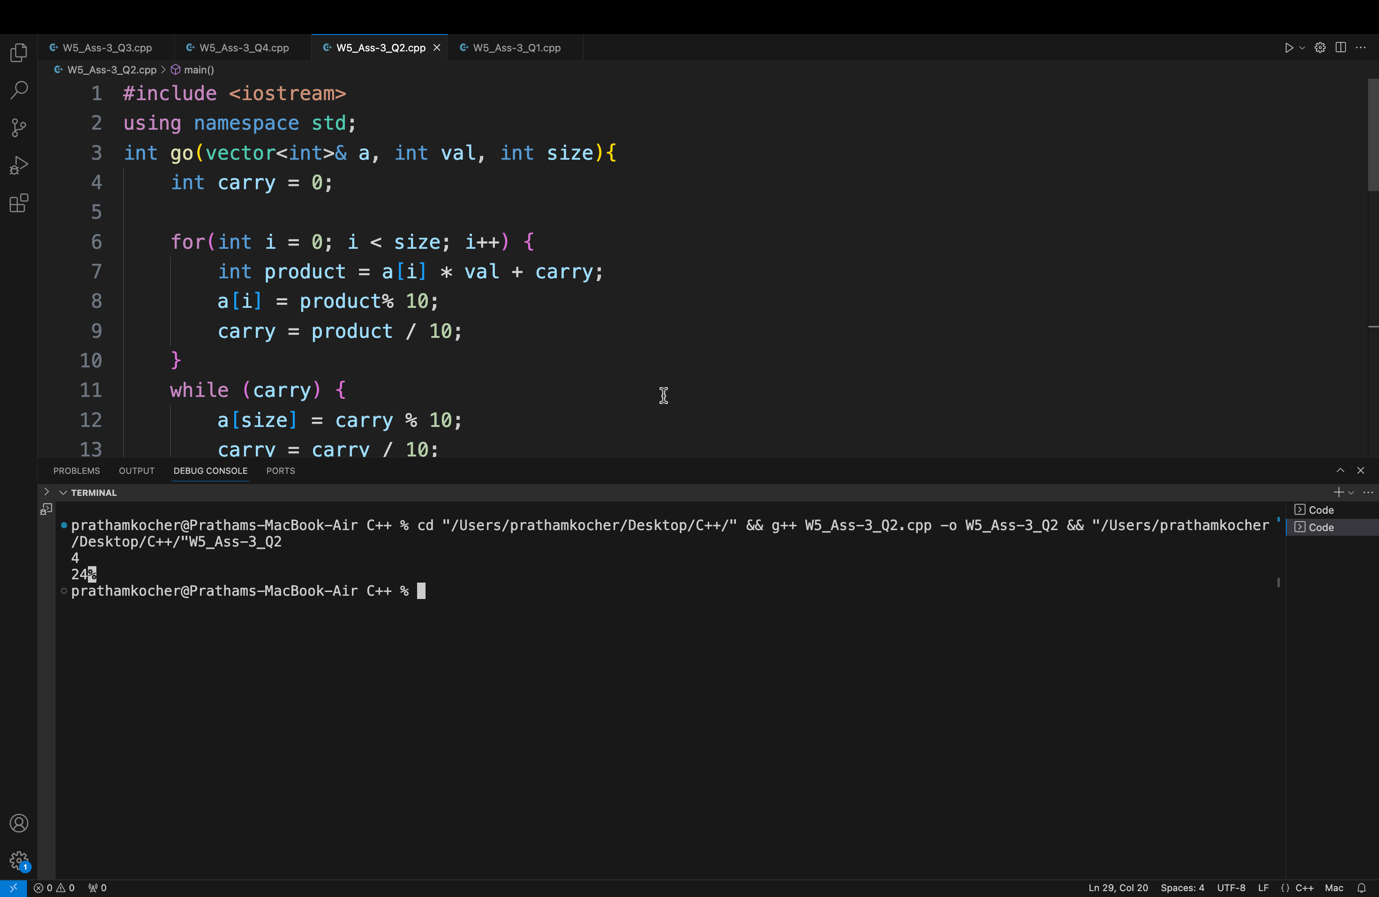 W5_Ass-3_Q3.cpp W5_Ass-3_Q4.cpp W5_Ass-3_Q2.cpp W5_Ass-3_Q1.cpp
W5_Ass-3_Q2.cpp > main()
1 #include <iostream>
2 using namespace std;
3 int go(vector<int>& a, int val, int size){
4 int carry = 0;
5
6 for(int i = 0; i < size; i++) {
7 int product = a[i] * val + carry;
8 a[i] = product% 10;
9 carry = product / 10;
10 }
11 while (carry) {
12 a[size] = carry % 10;
13 carry = carry / 10;
PROBLEMS OUTPUT DEBUG CONSOLE PORTS
TERMINAL
prathamkocher@Prathams-MacBook-Air C++ % cd "/Users/prathamkocher/Desktop/C++/" && g++ W5_Ass-3_Q2.cpp -o W5_Ass-3_Q2 && "/Users/prathamkocher
/Desktop/C++/"W5_Ass-3_Q2
4
24%
prathamkocher@Prathams-MacBook-Air C++ %
Code
Code
1
0 0 0 Ln 29, Col 20 Spaces: 4 UTF-8 LF {} C++ Mac